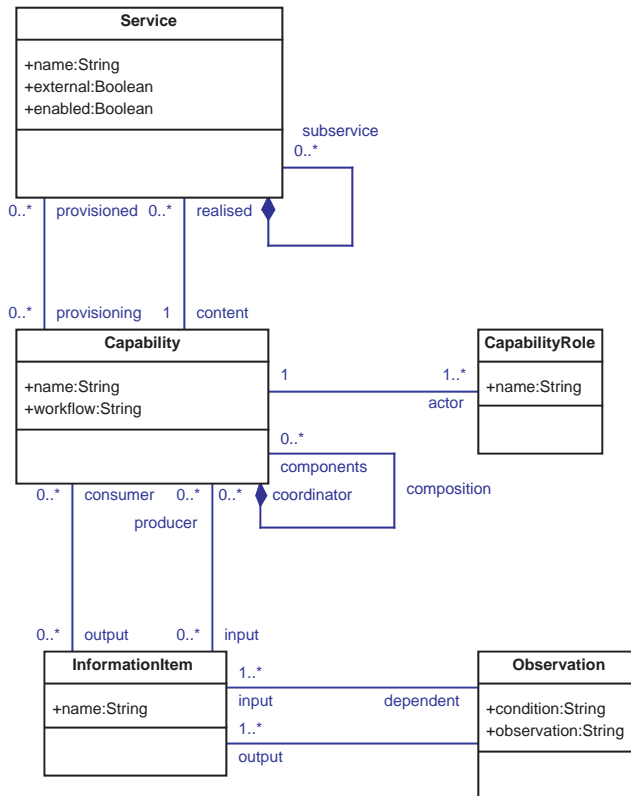 Service
+name:String
+external:Boolean
+enabled:Boolean
subservice
0..*
0..* provisioned 0..* realised
0..* provisioning 1 content
Capability
CapabilityRole
+name:String
+workflow:String
1 1..*
+name:String
actor
0..*
components
0..* consumer 0..* 0..* coordinator composition
producer
0..* output 0..* input
InformationItem
Observation
1..*
+name:String
input dependent
+condition:String
+observation:String
1..*
output